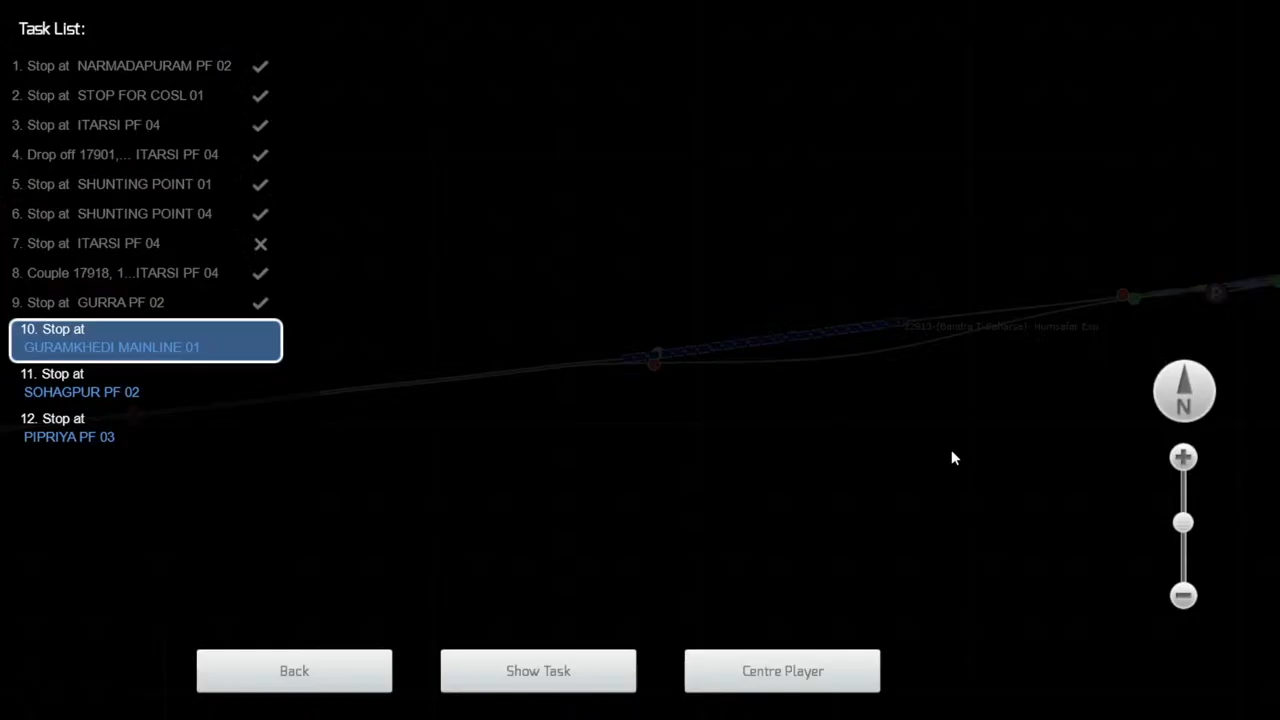 Task List:
1. Stop at NARMADAPURAM PF 02
2. Stop at STOP FOR COSL 01
3. Stop at ITARSI PF 04
4. Drop off 17901,... ITARSI PF 04
5. Stop at SHUNTING POINT 01
6. Stop at SHUNTING POINT 04
7. Stop at ITARSI PF 04
8. Couple 17918, 1...ITARSI PF 04
9. Stop at GURRA PF 02
10. Stop at
GURAMKHEDI MAINLINE 01
11. Stop at
SOHAGPUR PF 02
12. Stop at
PIPRIYA PF 03
Humsafar Exp
N
Back
Show Task
Centre Player